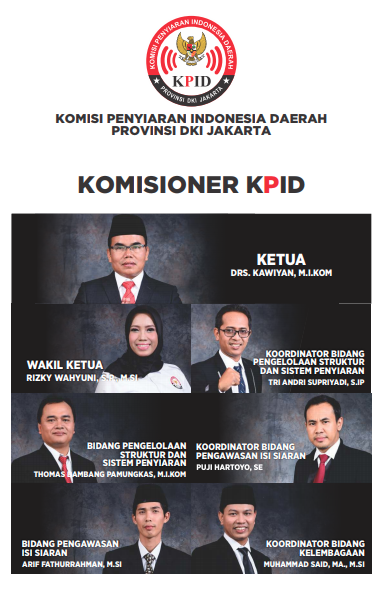 KOMISI PENYIARAN INDONESIA DAERAH
KPID
PROVINSI DKI JAKARTA
KOMISI PENYIARAN INDONESIA DAERAH
PROVINSI DKI JAKARTA
KOMISIONER KPID
KETUA
DRS. KAWIYAN, M.I.KOM
WAKIL KETUA
RIZKY WAHYUNI, M.SI
KOORDINATOR BIDANG
PENGELOLAAN STRUKTUR
DAN SISTEM PENYIARAN
TRI ANDRI SUPRIYADI, S.IP
BIDANG PENGELOLAAN
STRUKTUR DAN
SISTEM PENYIARAN
THOMAS BAMBANG PAMUNGKAS, M.I.KOM
KOORDINATOR BIDANG
PENGAWASAN ISI SIARAN
PUJI HARTOYO, SE
BIDANG PENGAWASAN
ISI SIARAN
ARIF FATHURRAHMAN, M.SI
KOORDINATOR BIDANG
KELEMBAGAAN
MUHAMMAD SAID, MA., M.SI